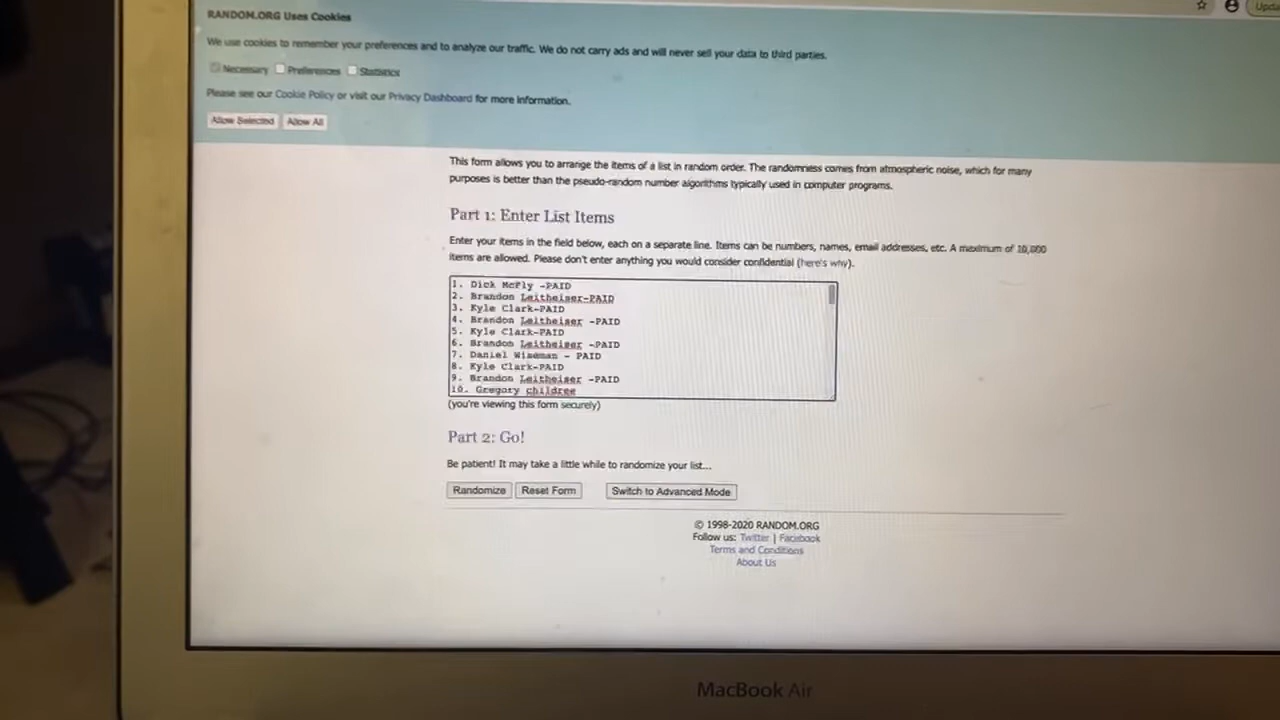 Upda
RANDOM.ORG Uses Cookies
We use cookies to remember your preferences and to analyze our traffic. We do not carry ads and will never sell your data to third parties.
Necessary Preferences Statistics
Please see our Cookie Policy or visit our Privacy Dashboard for more information.
Allow Selected Allow All
This form allows you to arrange the items of a list in random order. The randomness comes from atmospheric noise, which for many
purposes is better than the pseudo-random number algorithms typically used in computer programs.
Part 1: Enter List Items
Enter your items in the field below, each on a separate line. Items can be numbers, names, email addresses, etc. A maximum of 10,000
items are allowed. Please don't enter anything you would consider confidential (here's why).
1. Dick McFly -PAID
2. Brandon Leitheiser-PAID
3. Kyle Clark-PAID
4. Brandon Leitheiser -PAID
5. Kyle Clark-PAID
6. Brandon Leitheiser -PAID
7. Daniel Wiseman - PAID
8. Kyle Clark-PAID
9. Brandon Leitheiser -PAID
10. Gregory childree
(you're viewing this form securely)
Part 2: Go!
Be patient! It may take a little while to randomize your list...
Randomize Reset Form Switch to Advanced Mode
© 1998-2020 RANDOM.ORG
Follow us: Twitter | Facebook
Terms and Conditions
About Us
MacBook Air